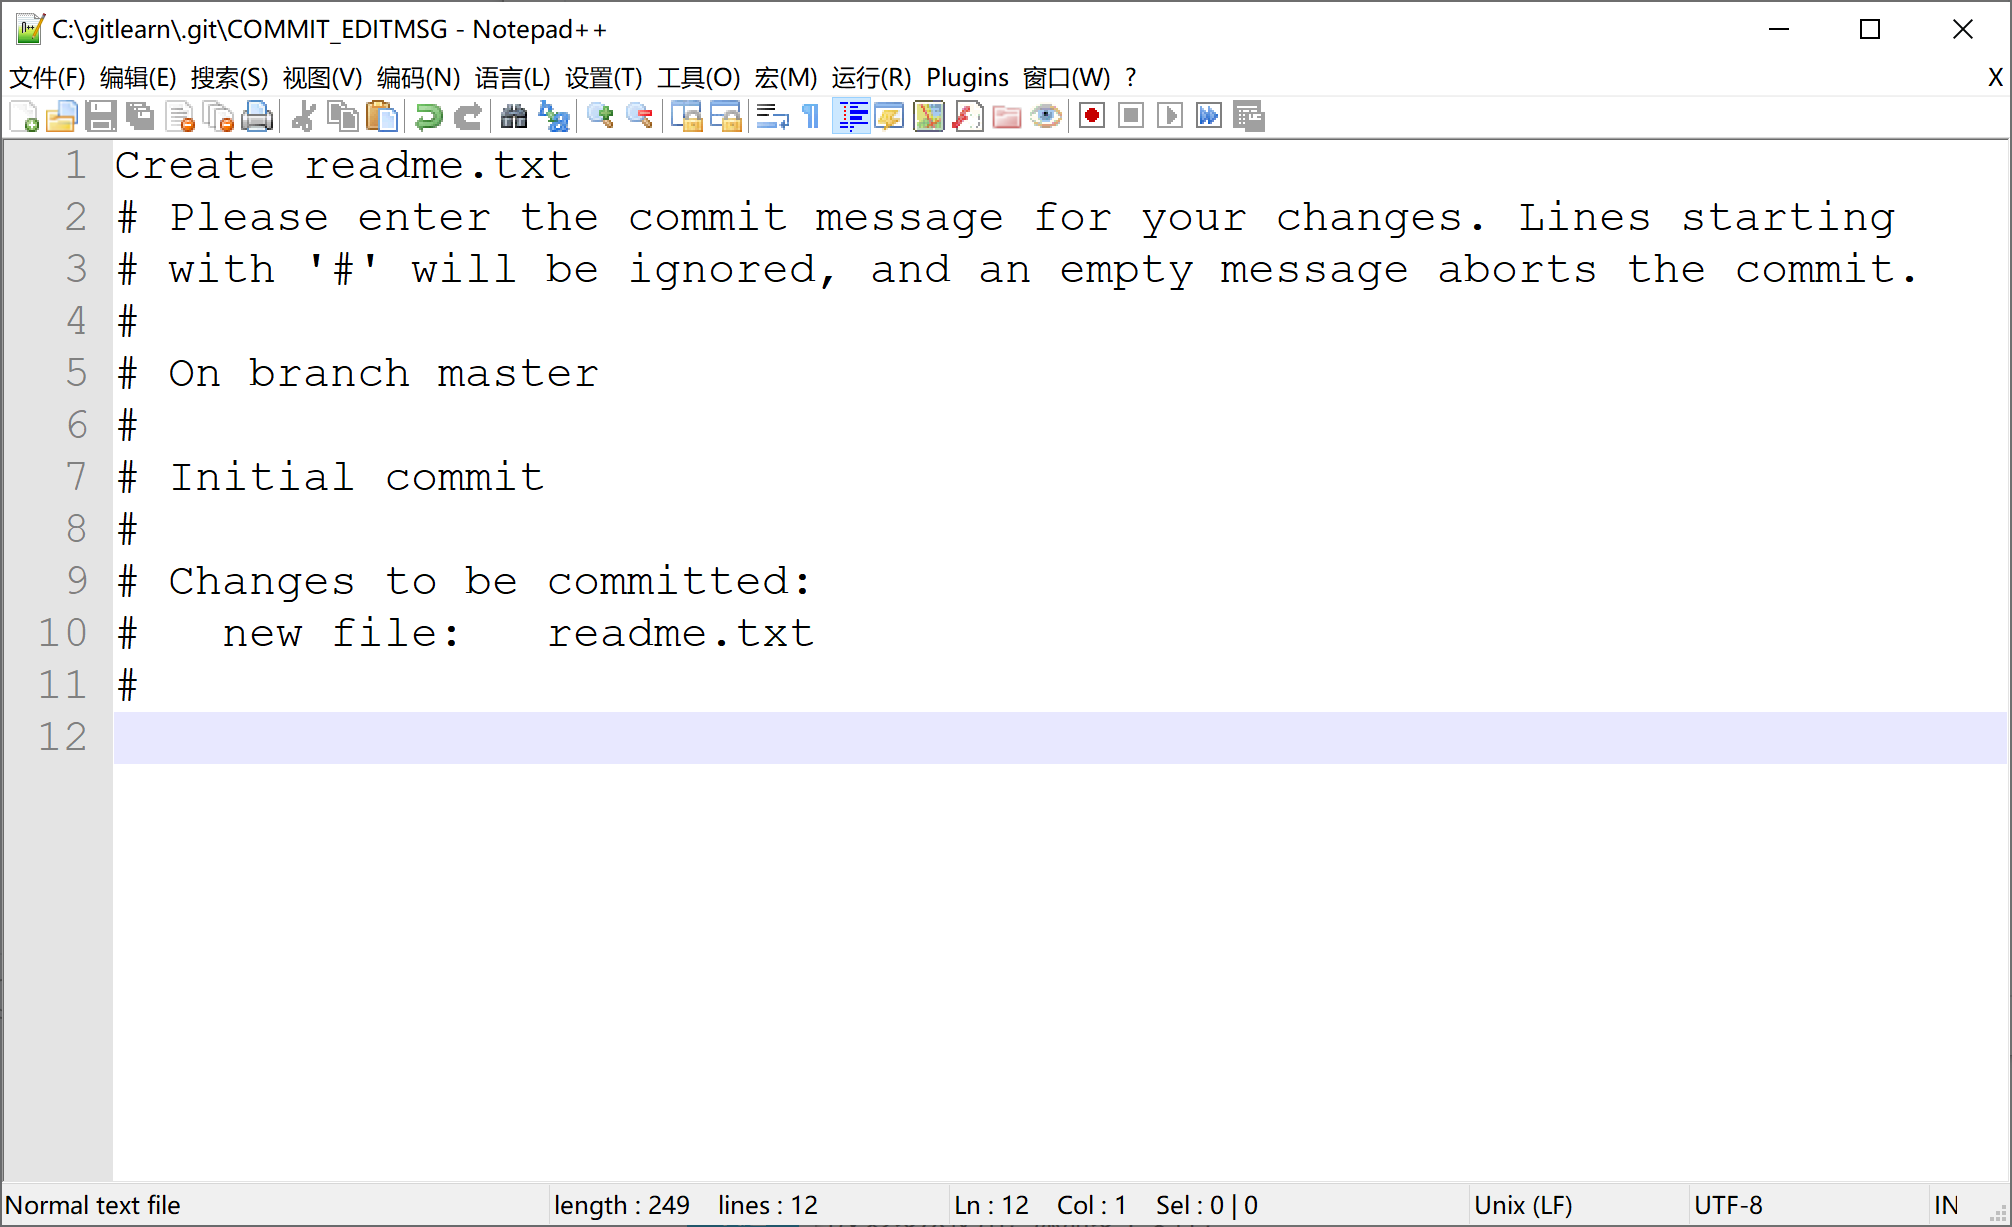 C:\gitlearn\.git\COMMIT_EDITMSG - Notepad++
文件(F) 编辑(E) 搜索(S) 视图(V) 编码(N) 语言(L) 设置(T) 工具(O) 宏(M) 运行(R) Plugins 窗口(W) ? X
1 Create readme.txt
2 # Please enter the commit message for your changes. Lines starting
3 # with '#' will be ignored, and an empty message aborts the commit.
4 #
5 # On branch master
6 #
7 # Initial commit
8 #
9 # Changes to be committed:
10 #   new file:   readme.txt
11 #
12
Normal text file length : 249 lines : 12 Ln : 12 Col : 1 Sel : 0 | 0 Unix (LF) UTF-8 IN